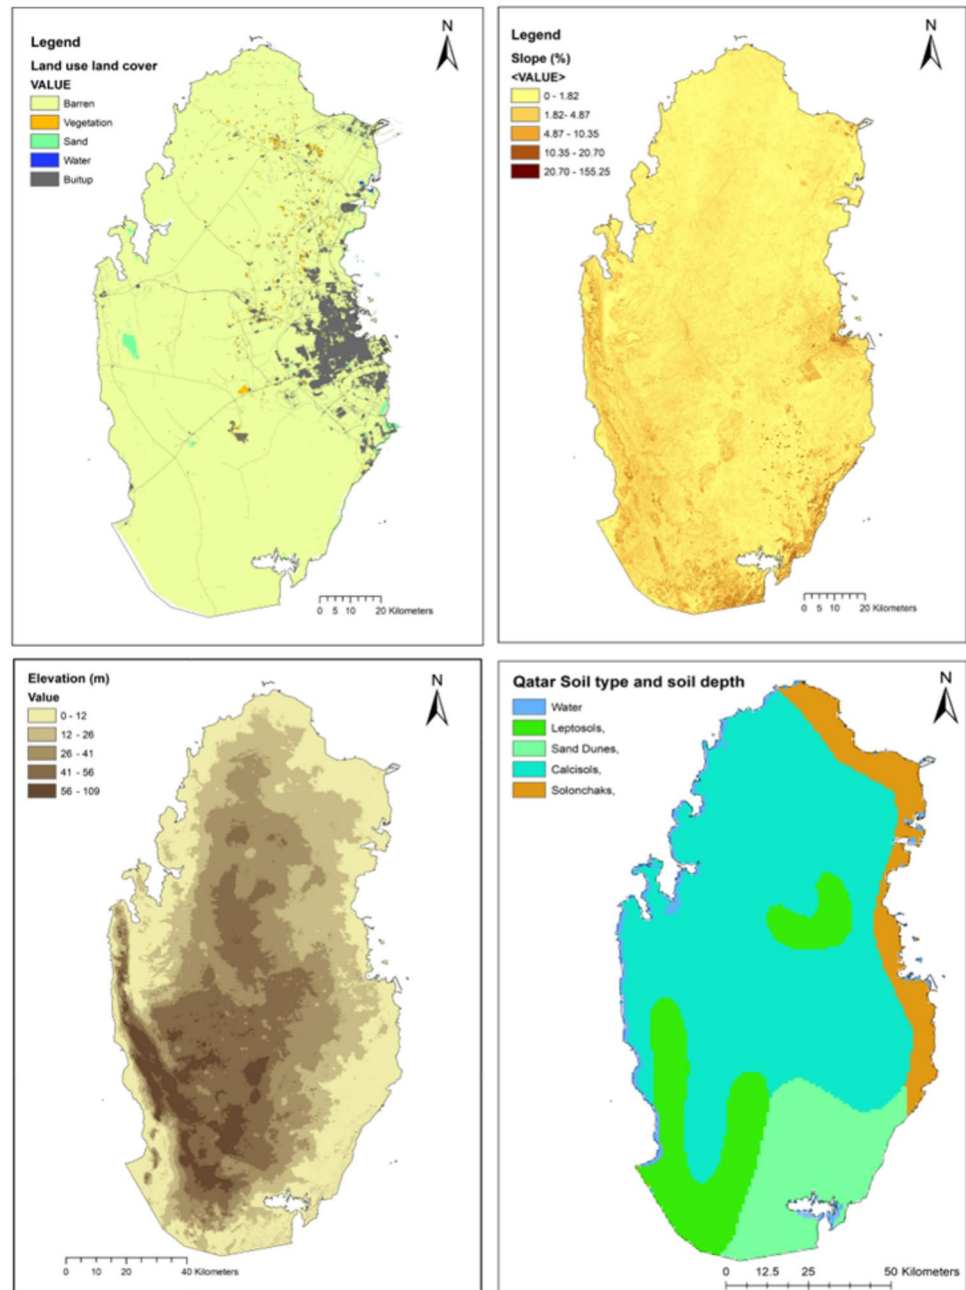 Legend
Land use land cover
VALUE
Barren
Vegetation
Sand
Water
Buitup
N
0 5 10 20 Kilometers
Legend
Slope (%)
<VALUE>
0 - 1.82
1.82- 4.87
4.87 - 10.35
10.35 - 20.70
20.70 - 155.25
N
0 5 10 20 Kilometers
Elevation (m)
Value
0 - 12
12 - 26
26 - 41
41 - 56
56 - 109
N
0 10 20 40 Kilometers
Qatar Soil type and soil depth
Water
Leptosols,
Sand Dunes,
Calcisols,
Solonchaks,
N
0 12.5 25 50 Kilometers